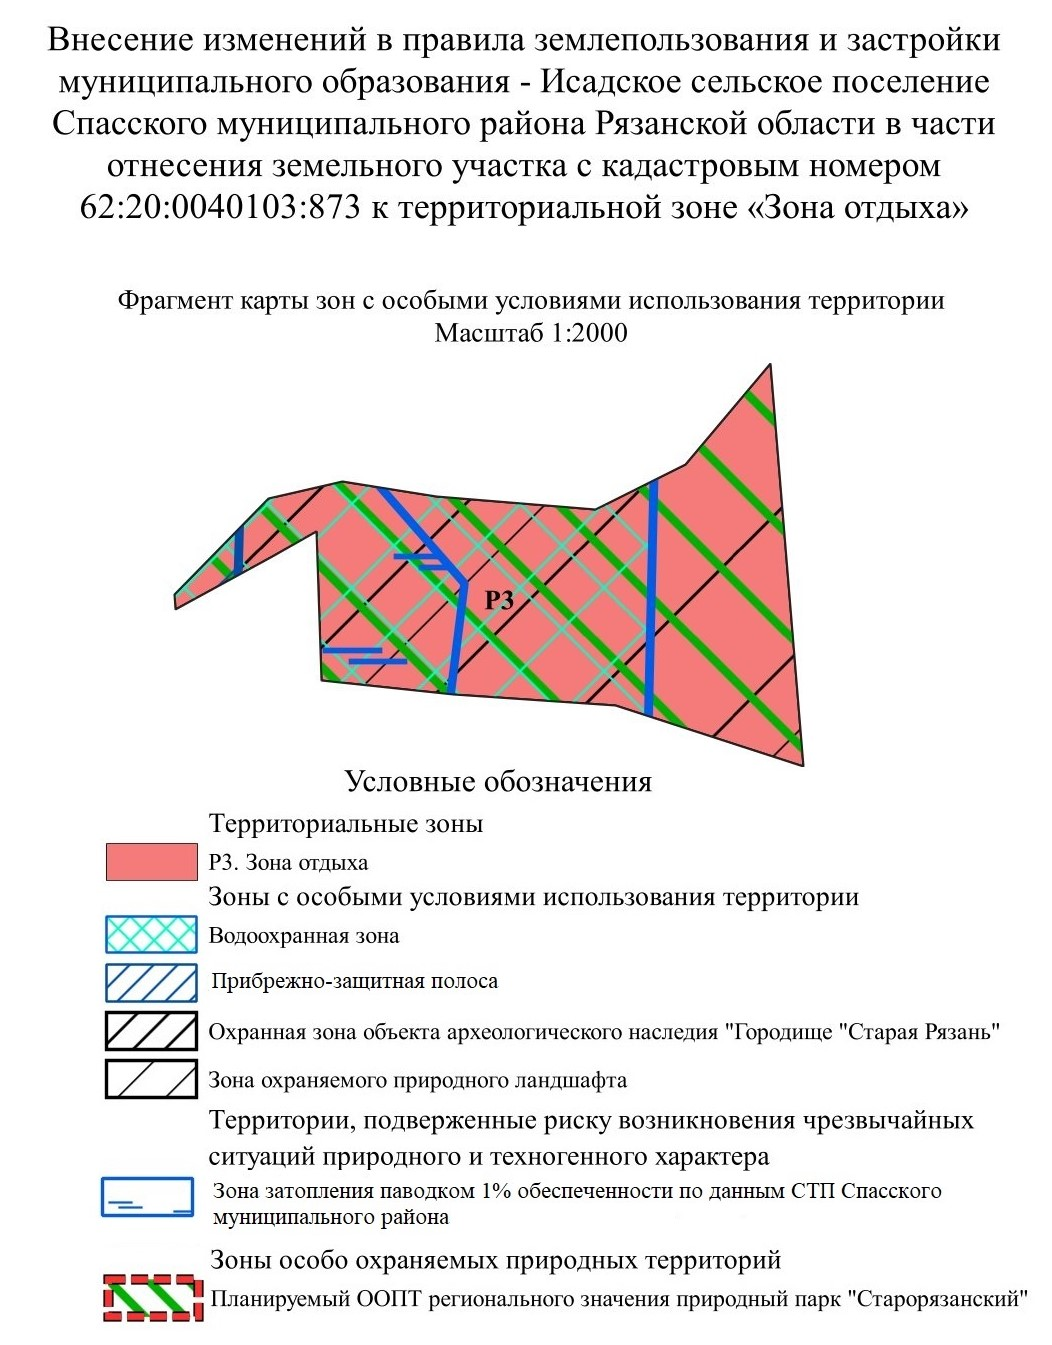 Внесение изменений в правила землепользования и застройки
муниципального образования - Исадское сельское поселение
Спасского муниципального района Рязанской области в части
отнесения земельного участка с кадастровым номером
62:20:0040103:873 к территориальной зоне «Зона отдыха»
Фрагмент карты зон с особыми условиями использования территории
Масштаб 1:2000
Р3
Условные обозначения
Территориальные зоны
Р3. Зона отдыха
Зоны с особыми условиями использования территории
Водоохранная зона
Прибрежно-защитная полоса
Охранная зона объекта археологического наследия "Городище "Старая Рязань"
Зона охраняемого природного ландшафта
Территории, подверженные риску возникновения чрезвычайных
ситуаций природного и техногенного характера
Зона затопления паводком 1% обеспеченности по данным СТП Спасского
муниципального района
Зоны особо охраняемых природных территорий
Планируемый ООПТ регионального значения природный парк "Старорязанский"